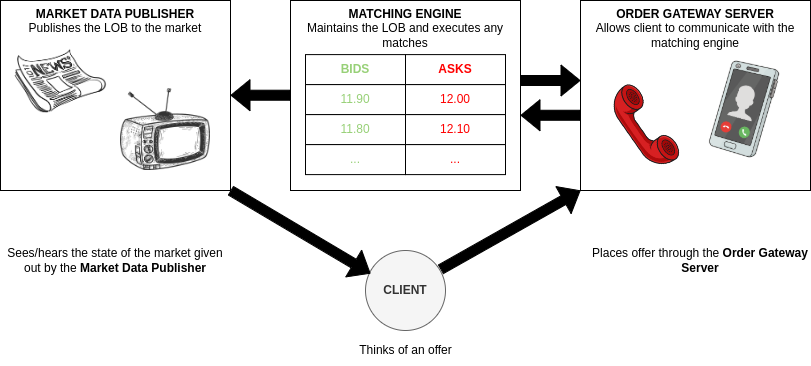 MARKET DATA PUBLISHER
Publishes the LOB to the market
NEWS
MATCHING ENGINE
Maintains the LOB and executes any
matches
BIDS ASKS
11.90 12.00
11.80 12.10
... ...
ORDER GATEWAY SERVER
Allows client to communicate with the
matching engine
Sees/hears the state of the market given
out by the Market Data Publisher
CLIENT
Thinks of an offer
Places offer through the Order Gateway
Server